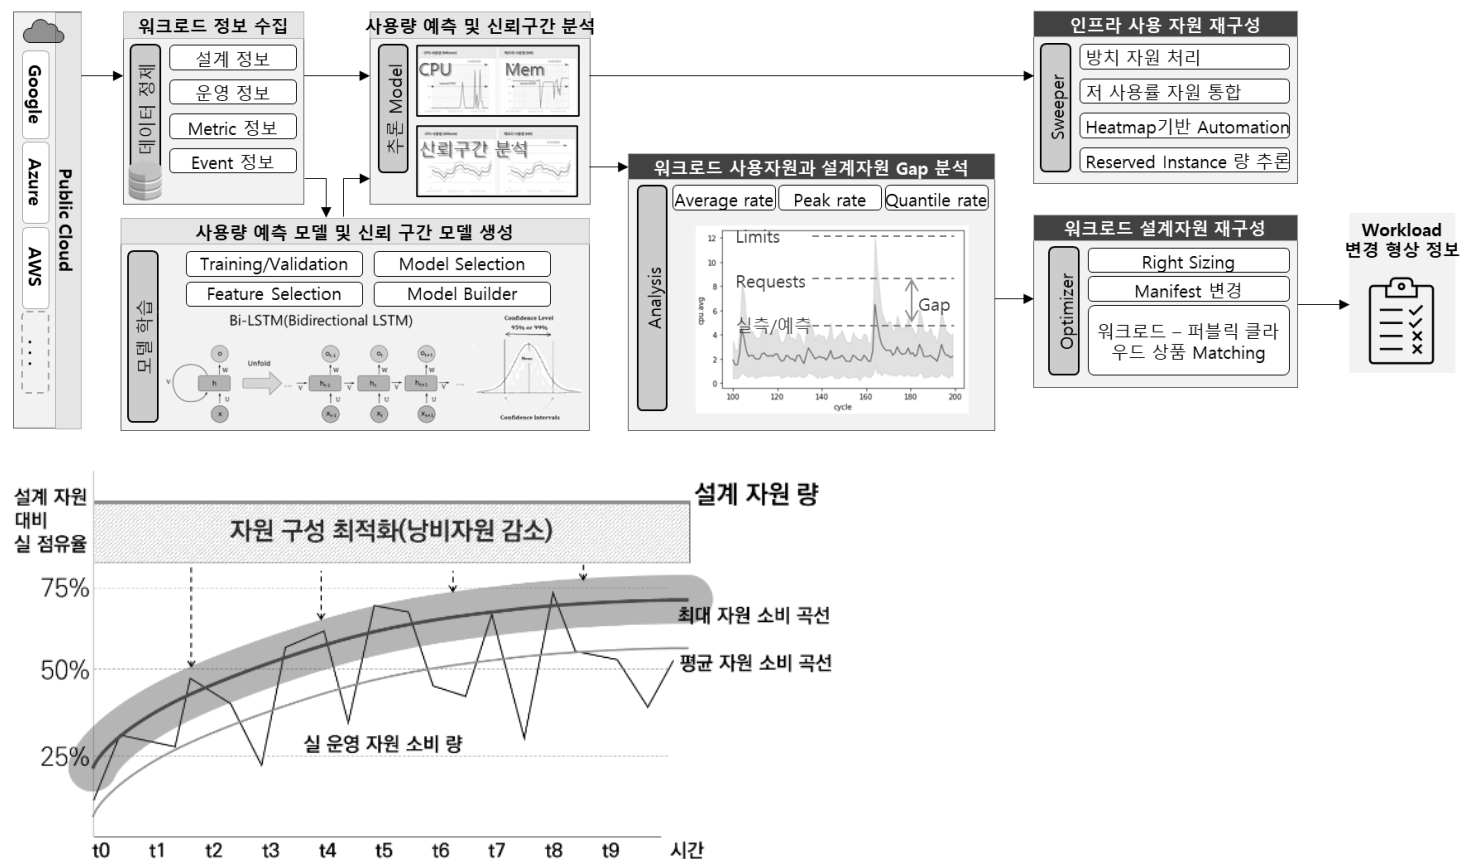 Public Cloud
Google
Azure
AWS
...
워크로드 정보 수집
데이터 정제
설계 정보
운영 정보
Metric 정보
Event 정보
사용량 예측 및 신뢰구간 분석
추론 Model
CPU
Mem
신뢰구간 분석
사용량 예측 모델 및 신뢰 구간 모델 생성
모델 학습
Training/Validation
Model Selection
Feature Selection
Model Builder
Bi-LSTM(Bidirectional LSTM)
Unfold
Confidence Level
95% or 99%
Mean
Confidence Intervals
워크로드 사용자원과 설계자원 Gap 분석
Analysis
Average rate
Peak rate
Quantile rate
Limits
Requests
Gap
실측/예측
cpu avg
12
10
8
6
4
2
0
100
120
140
160
180
200
cycle
인프라 사용 자원 재구성
Sweeper
방치 자원 처리
저 사용률 자원 통합
Heatmap기반 Automation
Reserved Instance 량 추론
워크로드 설계자원 재구성
Optimizer
Right Sizing
Manifest 변경
워크로드 – 퍼블릭 클라
우드 상품 Matching
Workload
변경 형상 정보
설계 자원
대비
실 점유율
설계 자원 량
자원 구성 최적화(낭비자원 감소)
75%
50%
25%
최대 자원 소비 곡선
평균 자원 소비 곡선
실 운영 자원 소비 량
t0
t1
t2
t3
t4
t5
t6
t7
t8
t9
시간